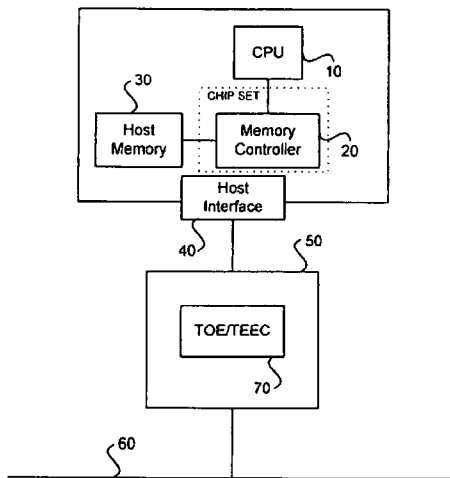 CPU
10
30
CHIP SET
Host
Memory
Memory
Controller
20
Host
Interface
40
50
TOE/TEEC
70
60